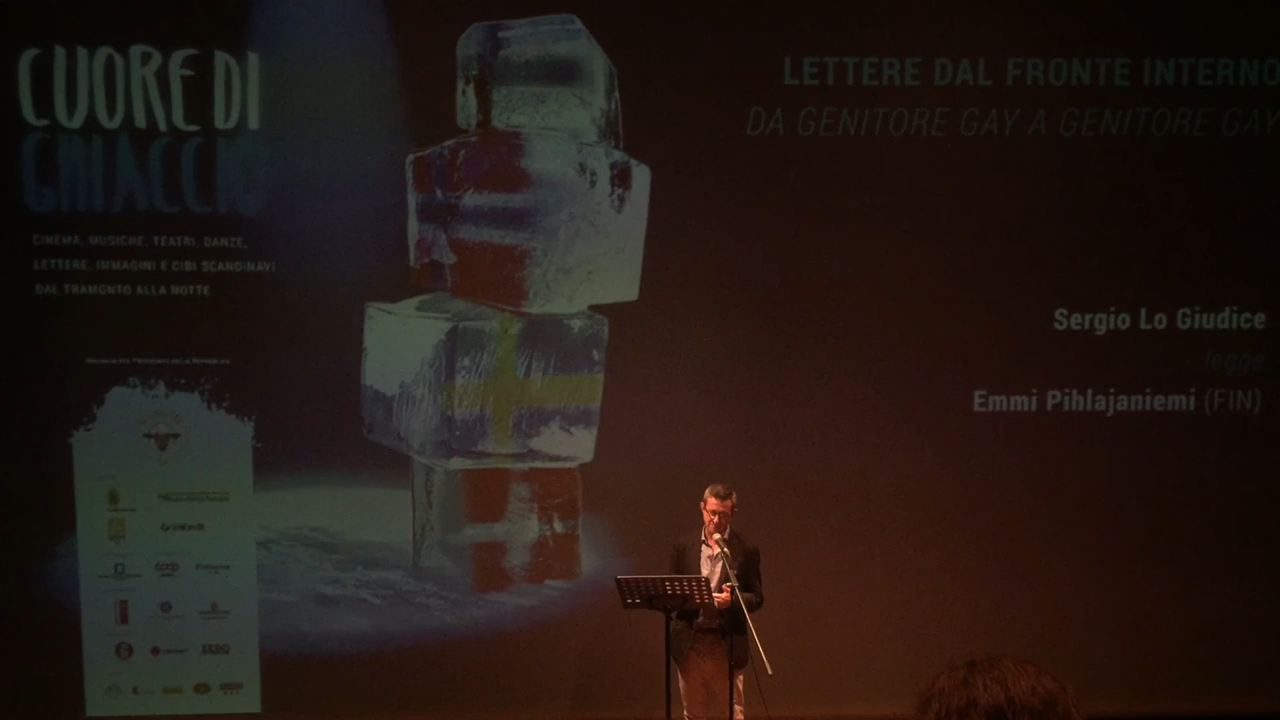 CUORE DI
GHIACCIO
CINEMA, MUSICHE, TEATRI, DANZE,
LETTERE, IMMAGINI E CIBI SCANDINAVI
DAL TRAMONTO ALLA NOTTE
LETTERE DAL FRONTE INTERNO
DA GENITORE GAY A GENITORE GAY
Sergio Lo Giudice
legge
Emmi Pihlajaniemi (FIN)
coop